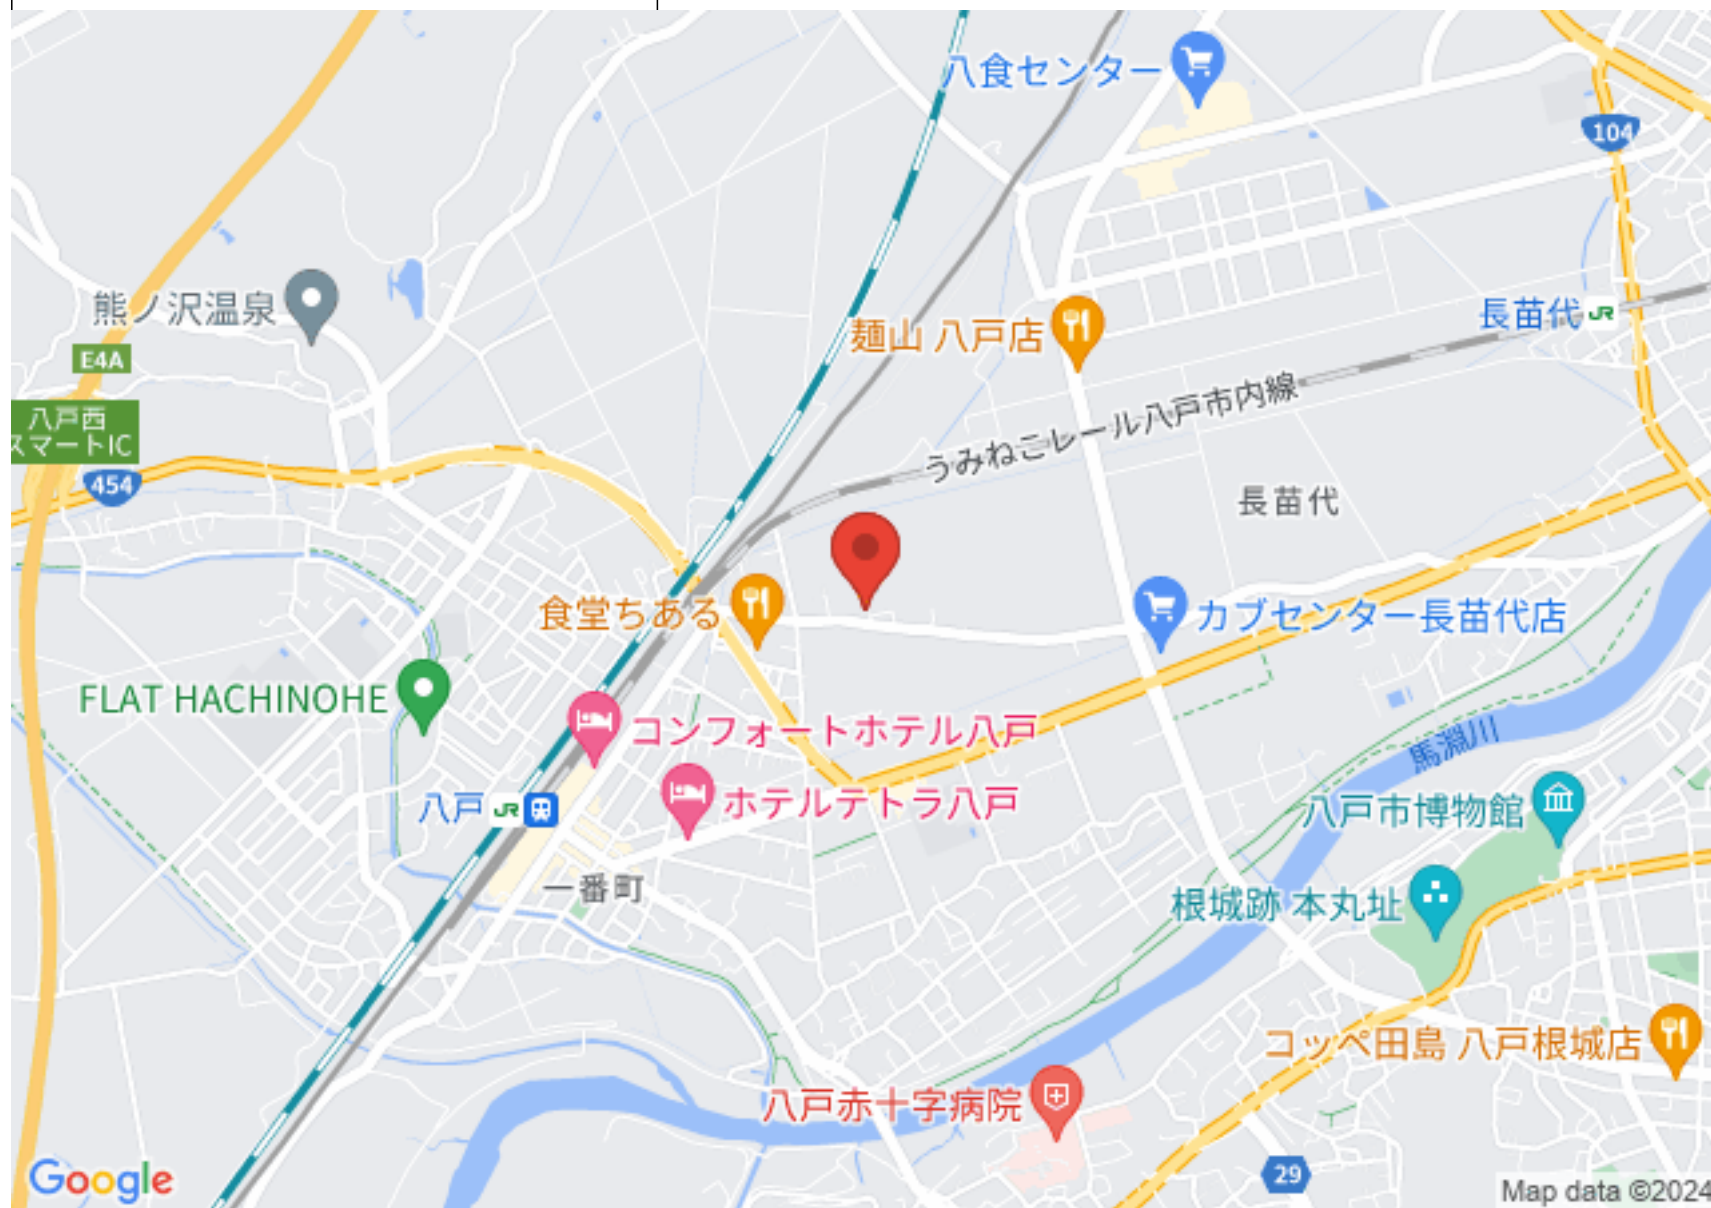 八食センター
104
熊ノ沢温泉
長苗代 JR
麺山 八戸店
E4A
うみねこレール八戸市内線
八戸西
スマートIC
454
長苗代
食堂ちある
カブセンター長苗代店
FLAT HACHINOHE
コンフォートホテル八戸
馬淵川
八戸 JR
ホテルテトラ八戸
八戸市博物館
一番町
根城跡 本丸址
コッペ田島 八戸根城店
八戸赤十字病院
29
Google
Map data ©2024